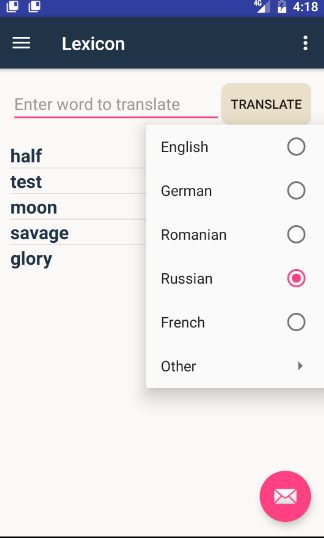 4G 4:18
Lexicon
Enter word to translate
TRANSLATE
half
test
moon
savage
glory
English
German
Romanian
Russian
French
Other